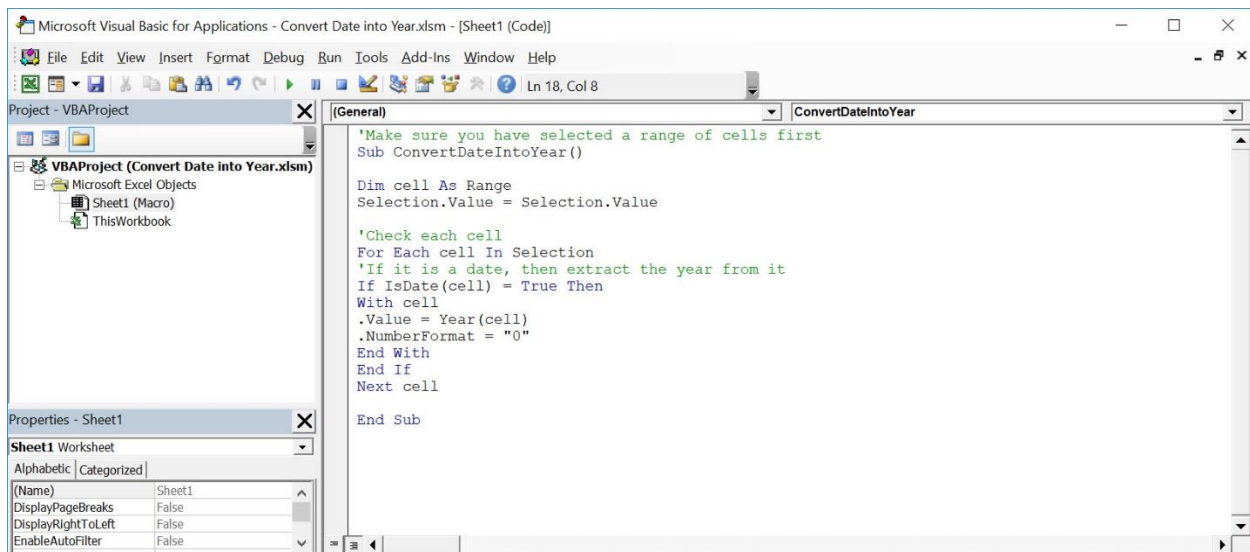 Microsoft Visual Basic for Applications - Convert Date into Year.xlsm - [Sheet1 (Code)]
File Edit View Insert Format Debug Run Tools Add-Ins Window Help
Ln 18, Col 8
Project - VBAProject
VBAProject (Convert Date into Year.xlsm)
Microsoft Excel Objects
Sheet1 (Macro)
ThisWorkbook
Properties - Sheet1
Sheet1 Worksheet
Alphabetic Categorized
(Name) Sheet1
DisplayPageBreaks False
DisplayRightToLeft False
EnableAutoFilter False
(General) ConvertDateIntoYear
'Make sure you have selected a range of cells first
Sub ConvertDateIntoYear()
Dim cell As Range
Selection.Value = Selection.Value
'Check each cell
For Each cell In Selection
'If it is a date, then extract the year from it
If IsDate(cell) = True Then
With cell
.Value = Year(cell)
.NumberFormat = "0"
End With
End If
Next cell
End Sub